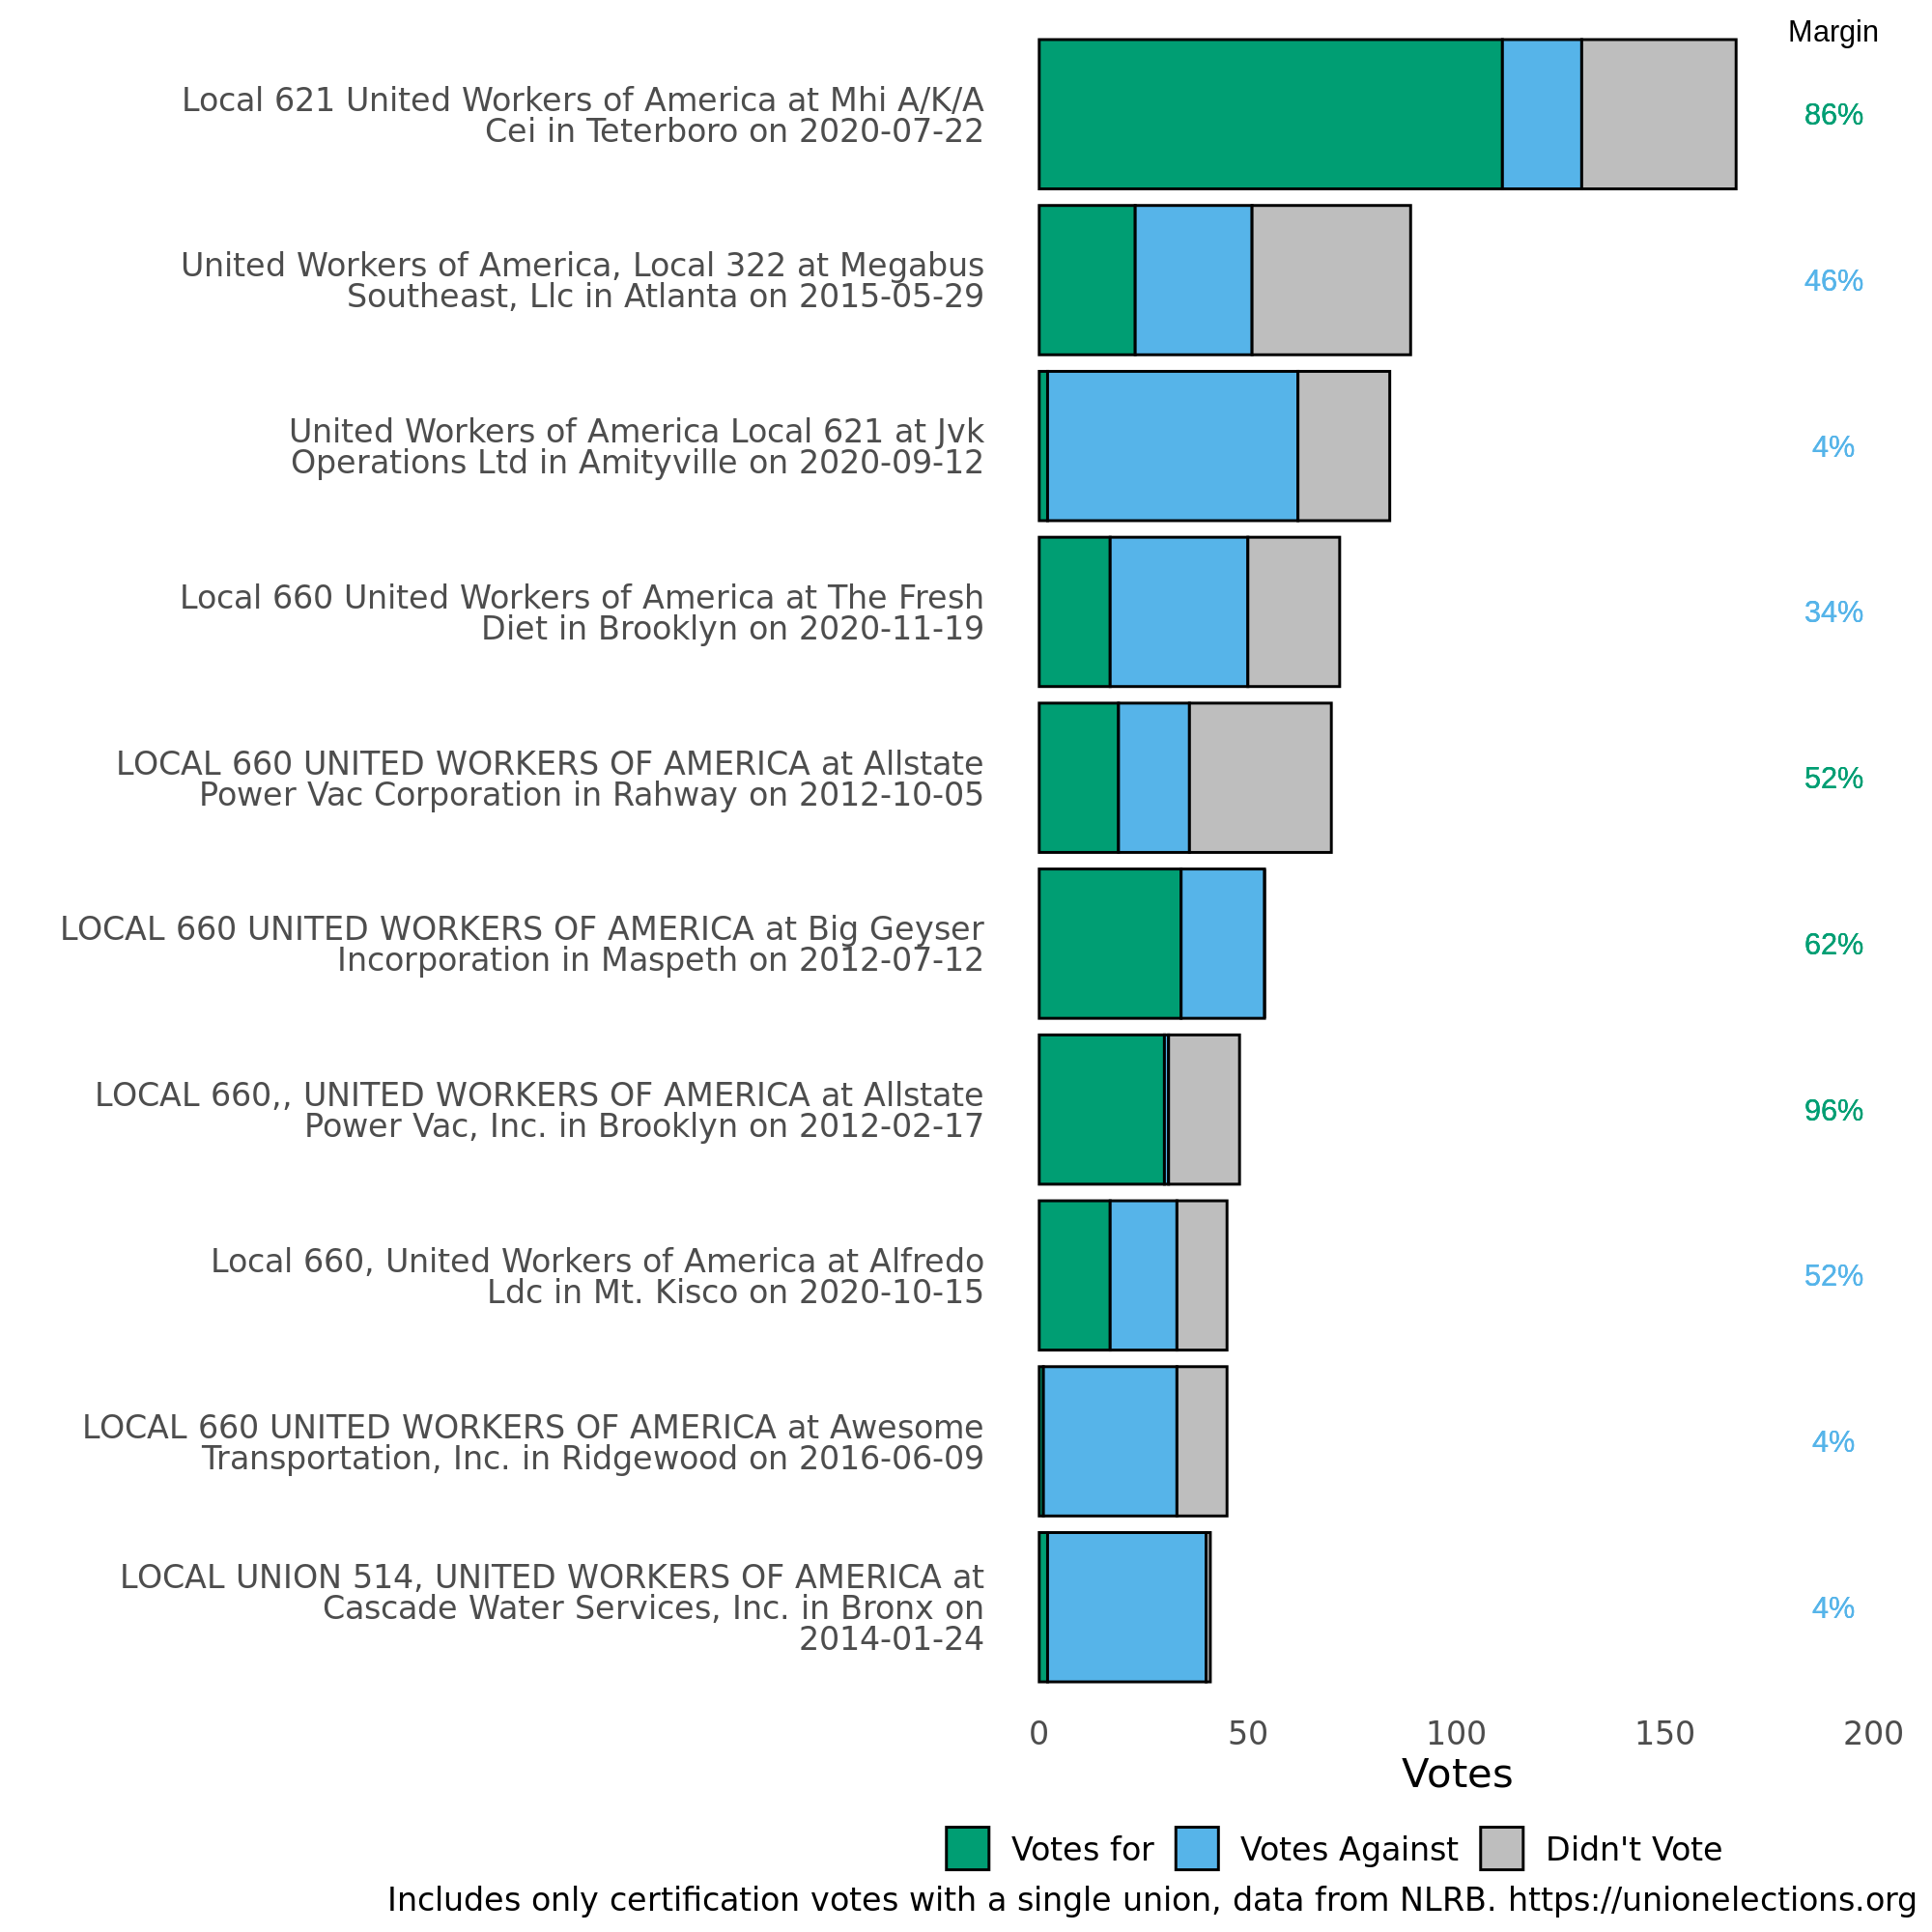 Margin
Local 621 United Workers of America at Mhi A/K/A
Cei in Teterboro on 2020-07-22
86%
United Workers of America, Local 322 at Megabus
Southeast, Llc in Atlanta on 2015-05-29
46%
United Workers of America Local 621 at Jvk
Operations Ltd in Amityville on 2020-09-12
4%
Local 660 United Workers of America at The Fresh
Diet in Brooklyn on 2020-11-19
34%
LOCAL 660 UNITED WORKERS OF AMERICA at Allstate
Power Vac Corporation in Rahway on 2012-10-05
52%
LOCAL 660 UNITED WORKERS OF AMERICA at Big Geyser
Incorporation in Maspeth on 2012-07-12
62%
LOCAL 660,, UNITED WORKERS OF AMERICA at Allstate
Power Vac, Inc. in Brooklyn on 2012-02-17
96%
Local 660, United Workers of America at Alfredo
Ldc in Mt. Kisco on 2020-10-15
52%
LOCAL 660 UNITED WORKERS OF AMERICA at Awesome
Transportation, Inc. in Ridgewood on 2016-06-09
4%
LOCAL UNION 514, UNITED WORKERS OF AMERICA at
Cascade Water Services, Inc. in Bronx on
2014-01-24
4%
0 50 100 150 200
Votes
Votes for Votes Against Didn't Vote
Includes only certification votes with a single union, data from NLRB. https://unionelections.org